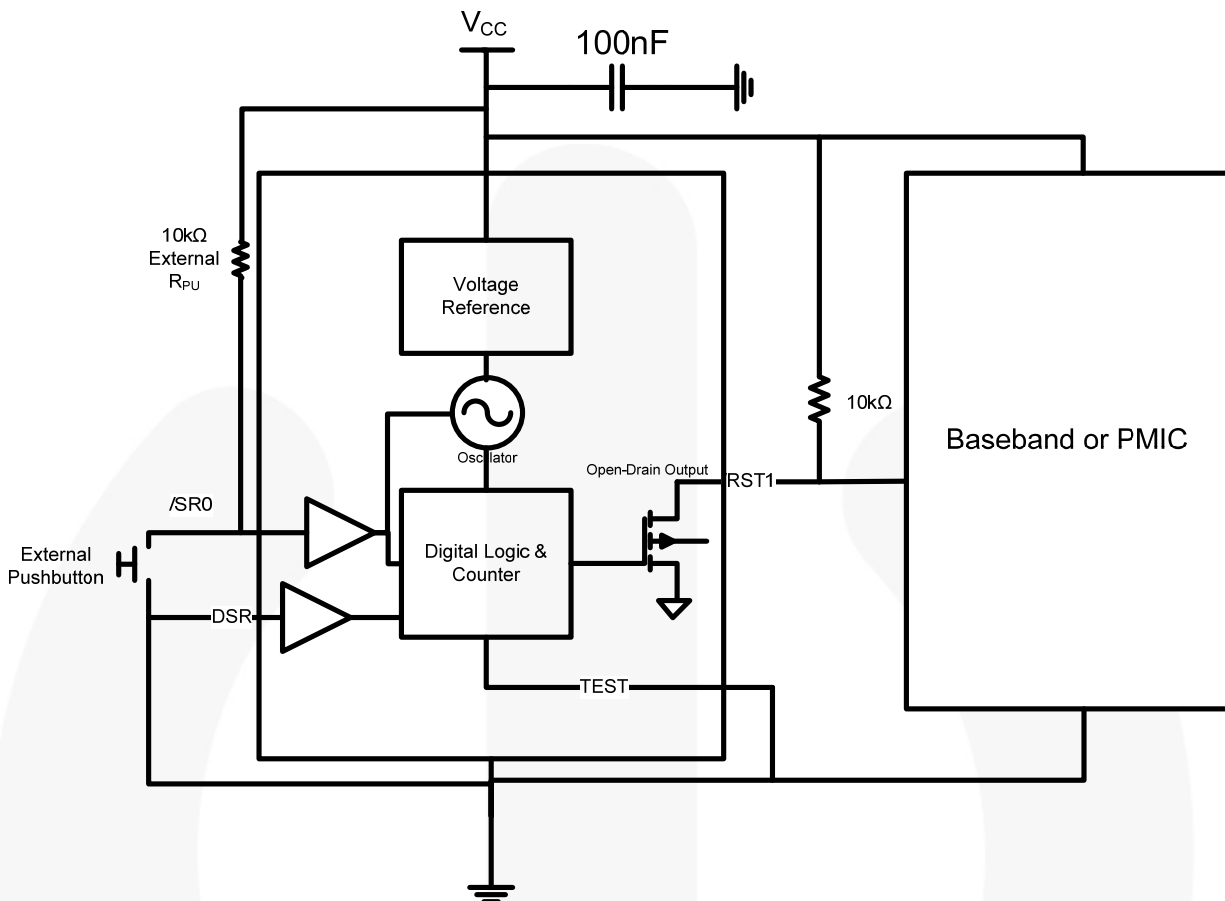 VCC
100nF
10kΩ
External
RPU
Voltage
Reference
Oscillator
10kΩ
Baseband or PMIC
Open-Drain Output
/RST1
/SR0
External
Pushbutton
Digital Logic &
Counter
DSR
TEST